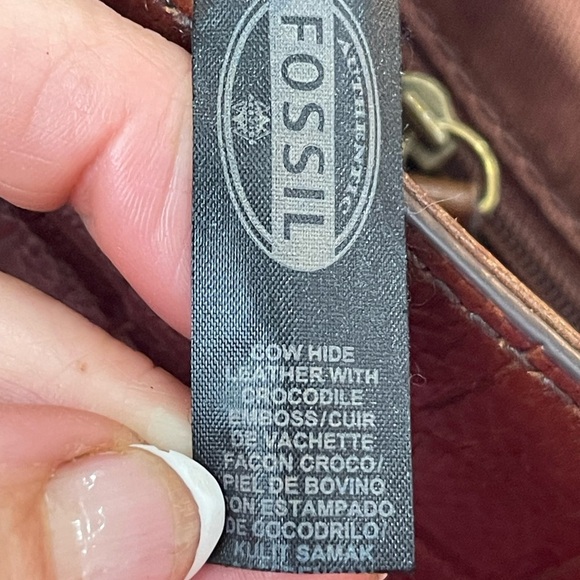 FOSSIL
AUTHENTIC
COW HIDE
LEATHER WITH
CROCODILE
EMBOSS/CUIR
DE VACHETTE
FACON CROCO/
PIEL DE BOVINO
CON ESTAMPADO
DE COCODRILO/
KULIT SAMAK